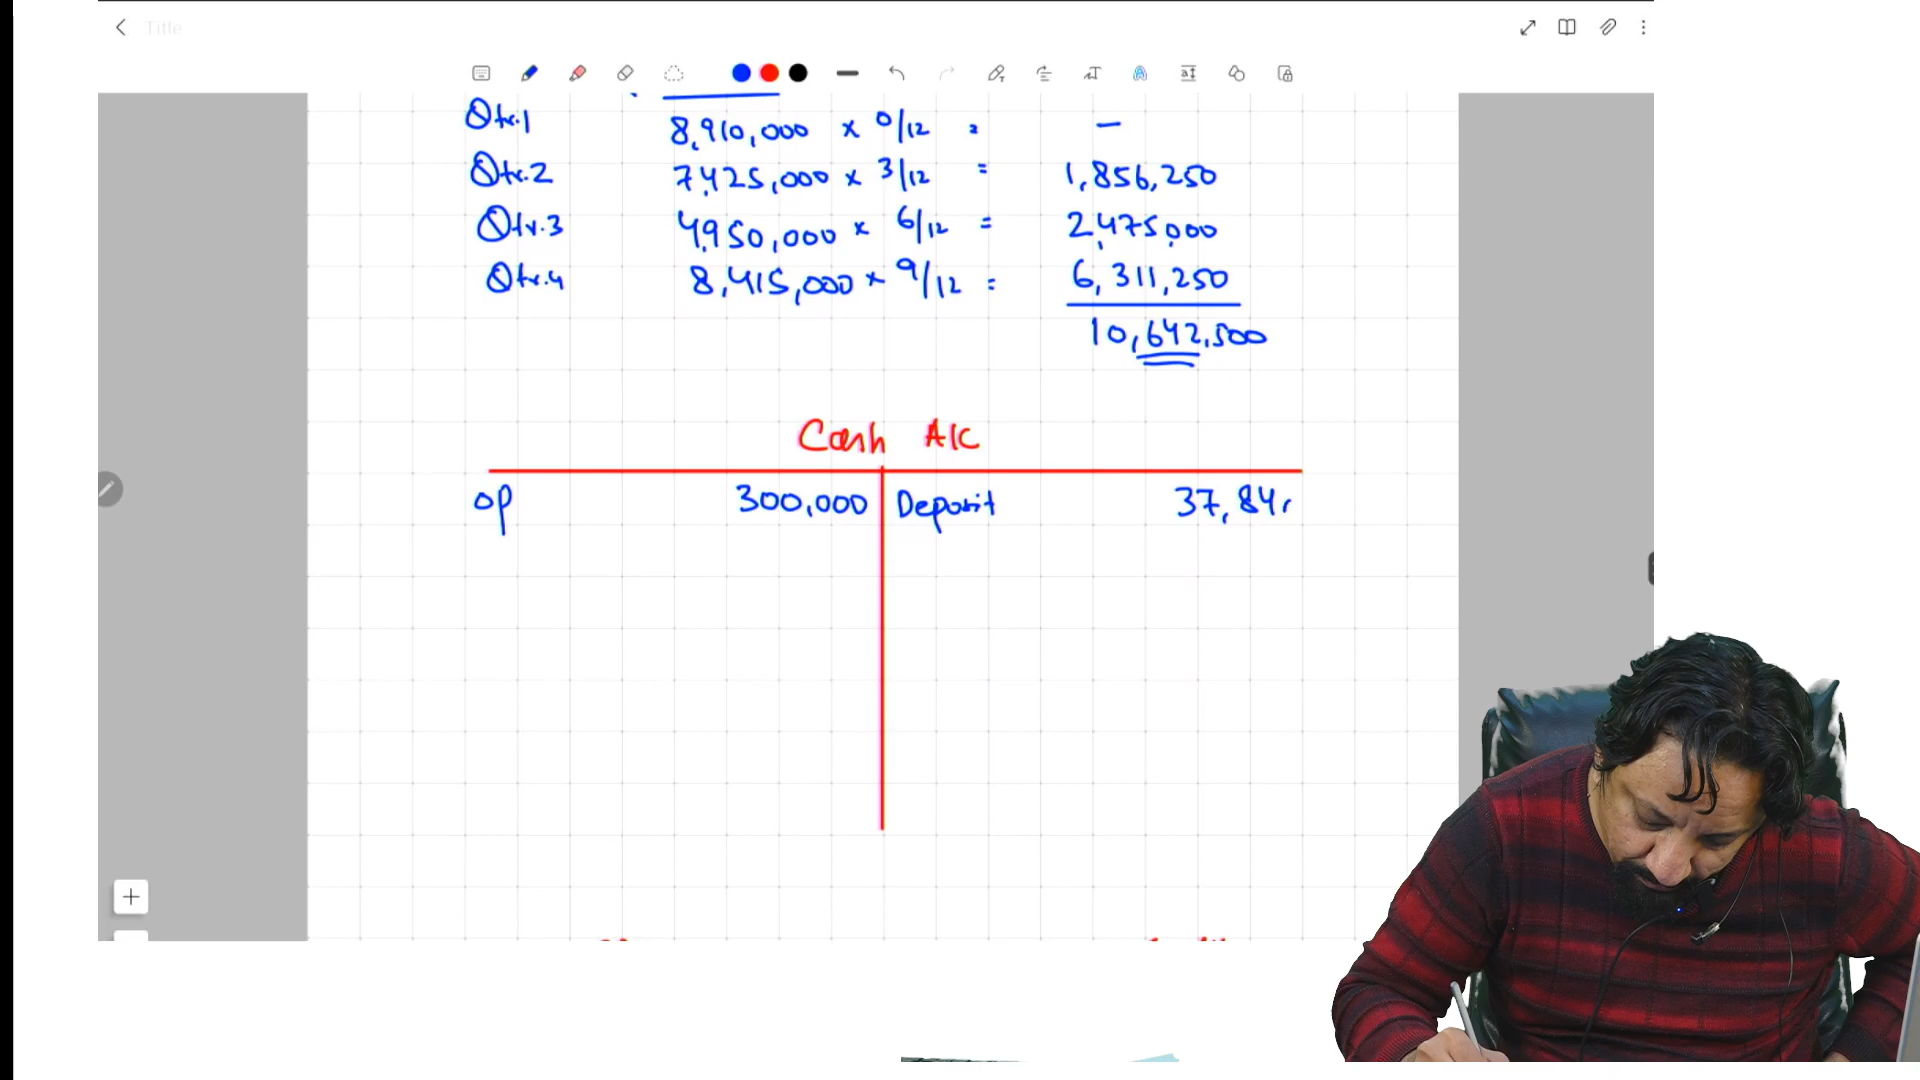 Title
Qtr.1 8,910,000 x 0/12 = –
Qtr.2 7,425,000 x 3/12 = 1,856,250
Qtr.3 4,950,000 x 6/12 = 2,475,000
Qtr.4 8,415,000 x 9/12 = 6,311,250
10,642,500
Cash A/C
op 300,000 Deposit 37,84